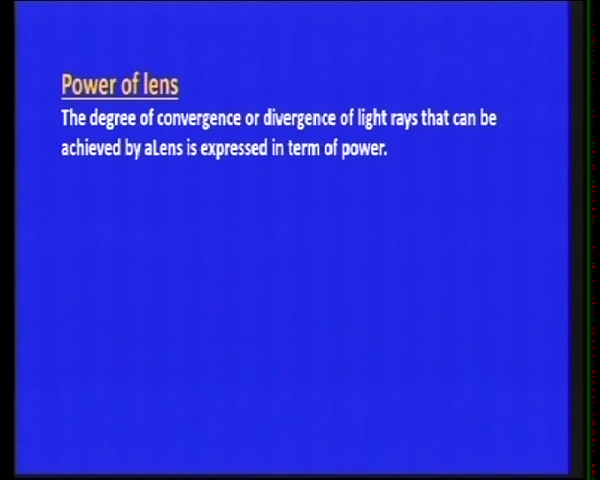 Power of lens
The degree of convergence or divergence of light rays that can be
achieved by aLens is expressed in term of power.